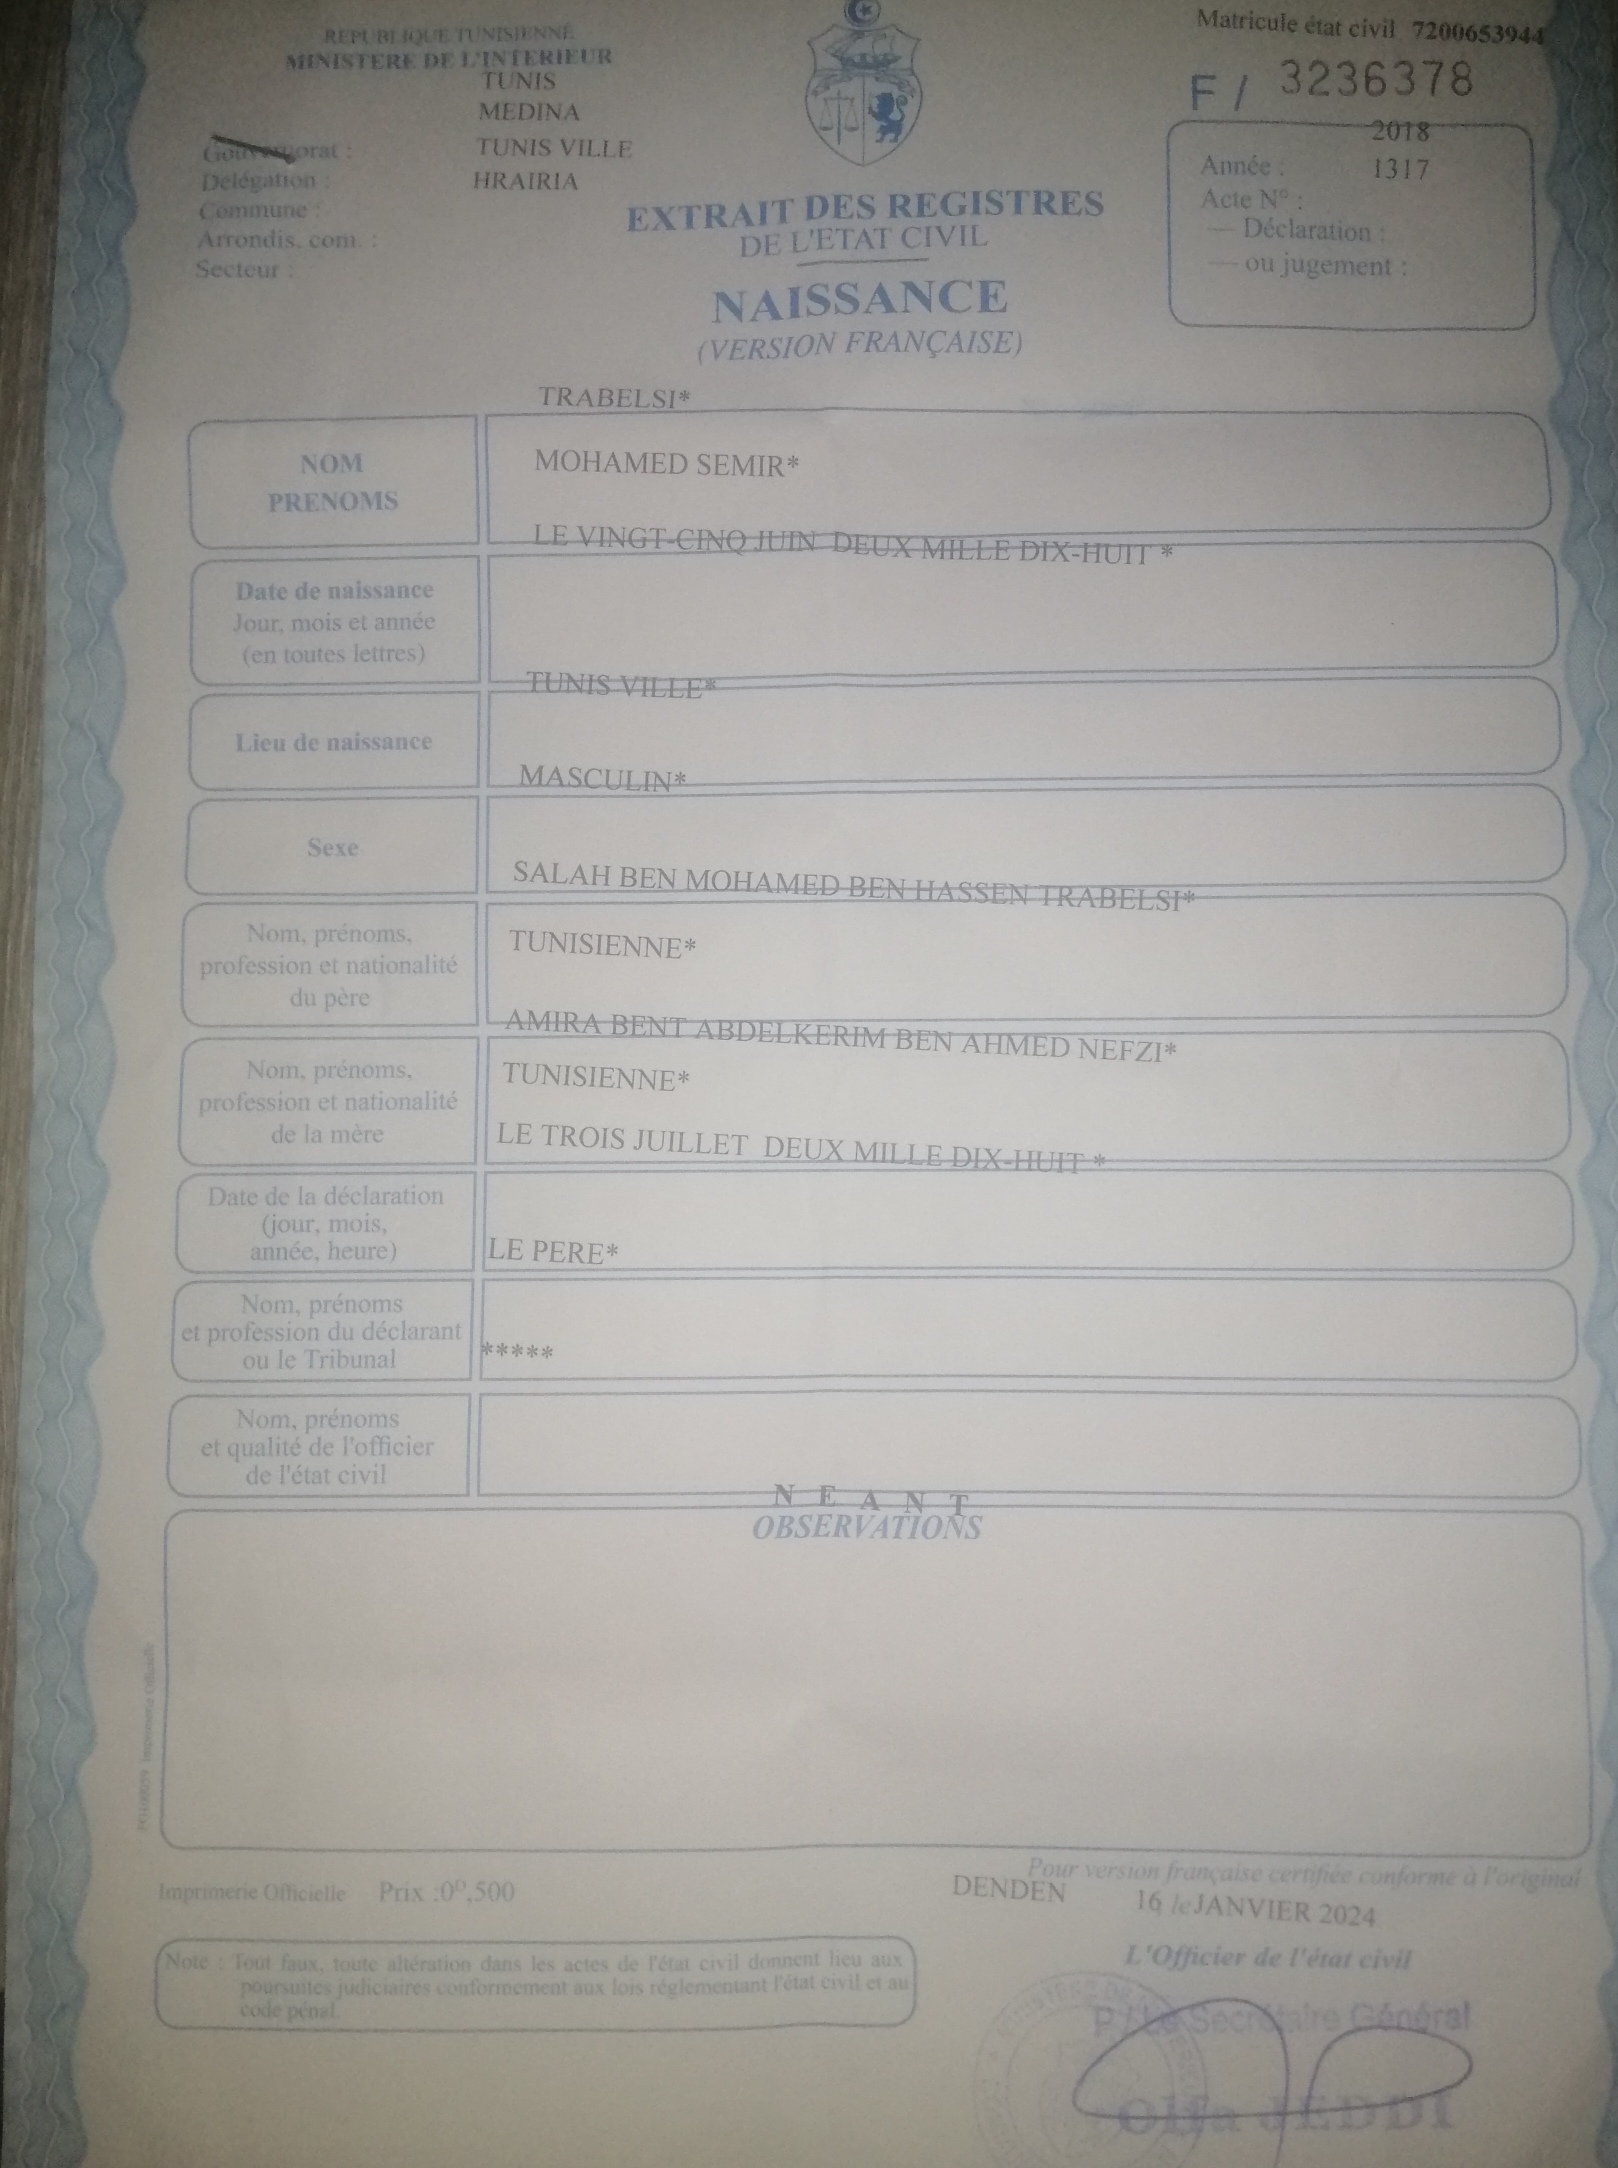 REPUBLIQUE TUNISIENNE
MINISTERE DE L'INTERIEUR
TUNIS
MEDINA
Gouvernorat : TUNIS VILLE
Délégation : HRAIRIA
Commune :
Arrondis. com. :
Secteur :
Matricule état civil 7200653944
F / 3236378
2018
Année : 1317
Acte N° :
— Déclaration :
— ou jugement :
EXTRAIT DES REGISTRES
DE L'ETAT CIVIL
NAISSANCE
(VERSION FRANÇAISE)
TRABELSI*
NOM
PRENOMS
MOHAMED SEMIR*
LE VINGT-CINQ JUIN DEUX MILLE DIX-HUIT *
Date de naissance
Jour, mois et année
(en toutes lettres)
TUNIS VILLE*
Lieu de naissance
MASCULIN*
Sexe
SALAH BEN MOHAMED BEN HASSEN TRABELSI*
Nom, prénoms,
profession et nationalité
du père
TUNISIENNE*
AMIRA BENT ABDELKERIM BEN AHMED NEFZI*
Nom, prénoms,
profession et nationalité
de la mère
TUNISIENNE*
LE TROIS JUILLET DEUX MILLE DIX-HUIT *
Date de la déclaration
(jour, mois,
année, heure)
LE PERE*
Nom, prénoms
et profession du déclarant
ou le Tribunal
*****
Nom, prénoms
et qualité de l'officier
de l'état civil
N E A N T
OBSERVATIONS
Imprimerie Officielle
Imprimerie Officielle Prix :0ᴰ,500
Pour version française certifiée conforme à l'original
DENDEN 16 le JANVIER 2024
L'Officier de l'état civil
Note : Tout faux, toute altération dans les actes de l'état civil donnent lieu aux
poursuites judiciaires conformement aux lois réglementant l'état civil et au
code pénal.
P / Le Secrétaire Général
Olfa JEDDI